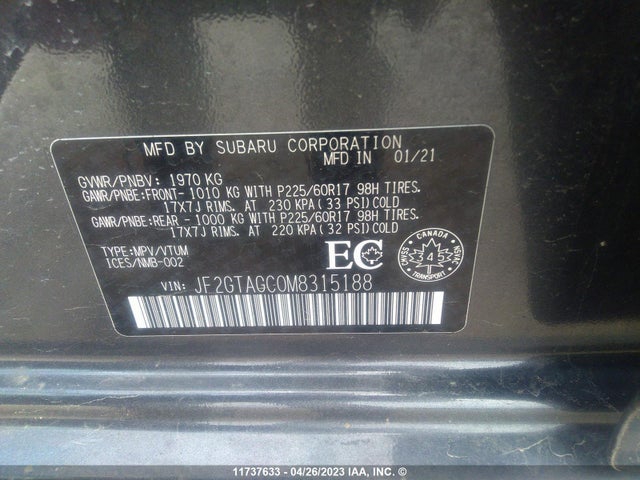 MFD BY SUBARU CORPORATION
MFD IN 01/21
GVWR/PNBV: 1970 KG
GAWR/PNBE:FRONT- 1010 KG WITH P225/60R17 98H TIRES.
17X7J RIMS. AT 230 KPA (33 PSI)COLD
GAWR/PNBE:REAR - 1000 KG WITH P225/60R17 98H TIRES.
17X7J RIMS. AT 220 KPA (32 PSI)COLD
TYPE:MPV/VTUM
ICES/NMB-002
EC
CANADA
345
TRANSPORT
NSVAC
VIN: JF2GTAGC0M8315188
11737633 - 04/26/2023 IAA, INC. ©